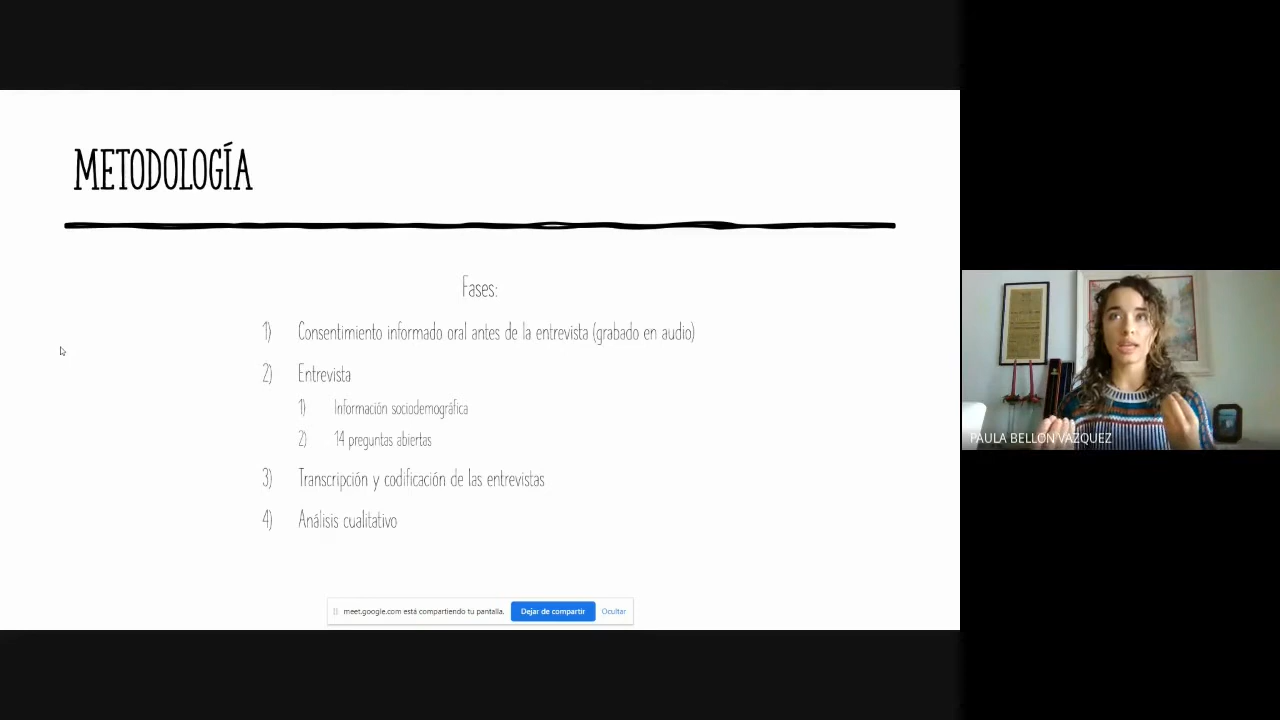 METODOLOGÍA
Fases:
1) Consentimiento informado oral antes de la entrevista (grabado en audio)
2) Entrevista
1) Información sociodemográfica
2) 14 preguntas abiertas
3) Transcripción y codificación de las entrevistas
4) Análisis cualitativo
meet.google.com está compartiendo tu pantalla. Dejar de compartir Ocultar
PAULA BELLON VAZQUEZ